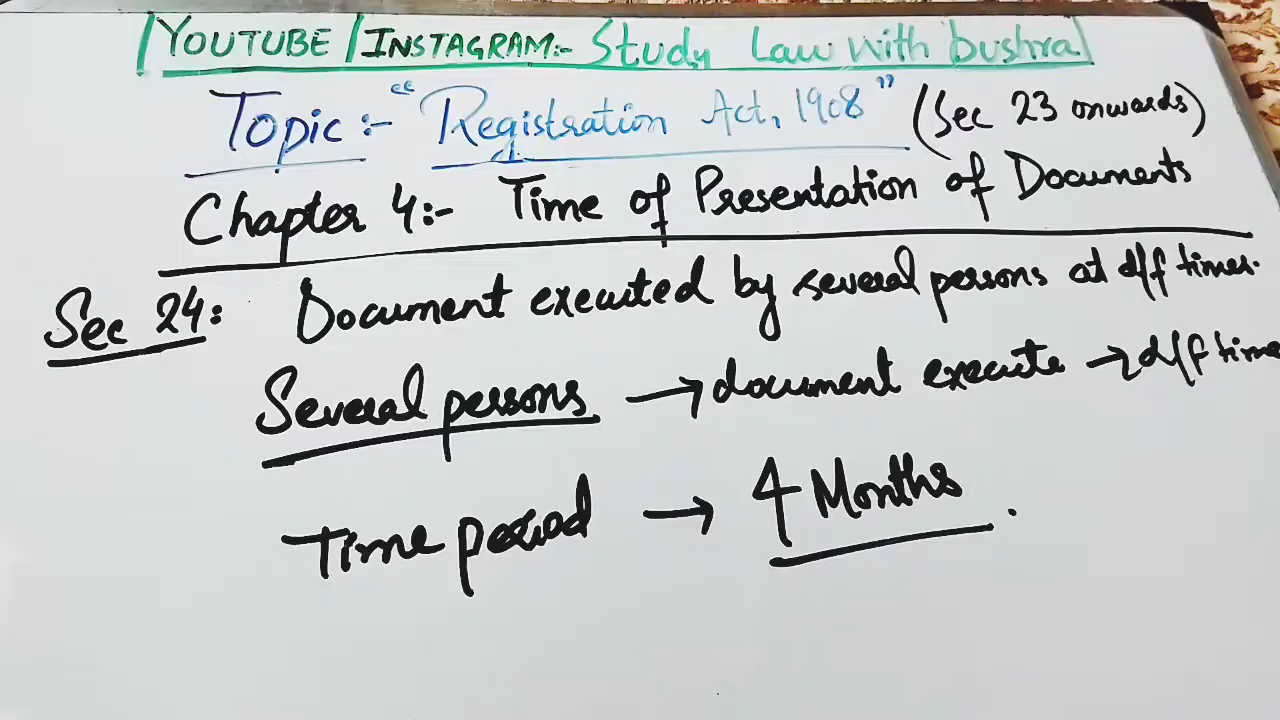 YOUTUBE / INSTAGRAM:- Study Law with bushra
Topic:- "Registration Act, 1908" (Sec 23 onwards)
Chapter 4:- Time of Presentation of Documents
Sec 24: Document executed by several persons at dff times.
Several persons → document execute → dff time
Time period → 4 Months.